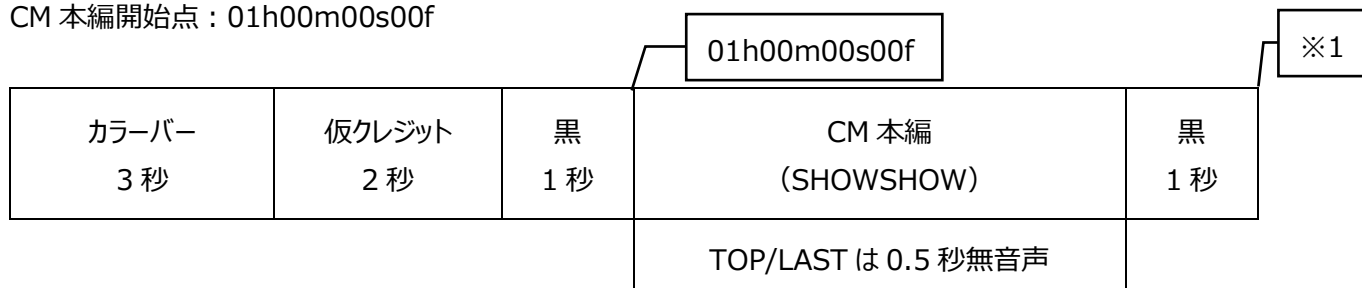 CM 本編開始点：01h00m00s00f
01h00m00s00f
※1
カラーバー
3 秒
仮クレジット
2 秒
黒
1 秒
CM 本編
（SHOWSHOW）
黒
1 秒
TOP/LAST は 0.5 秒無音声